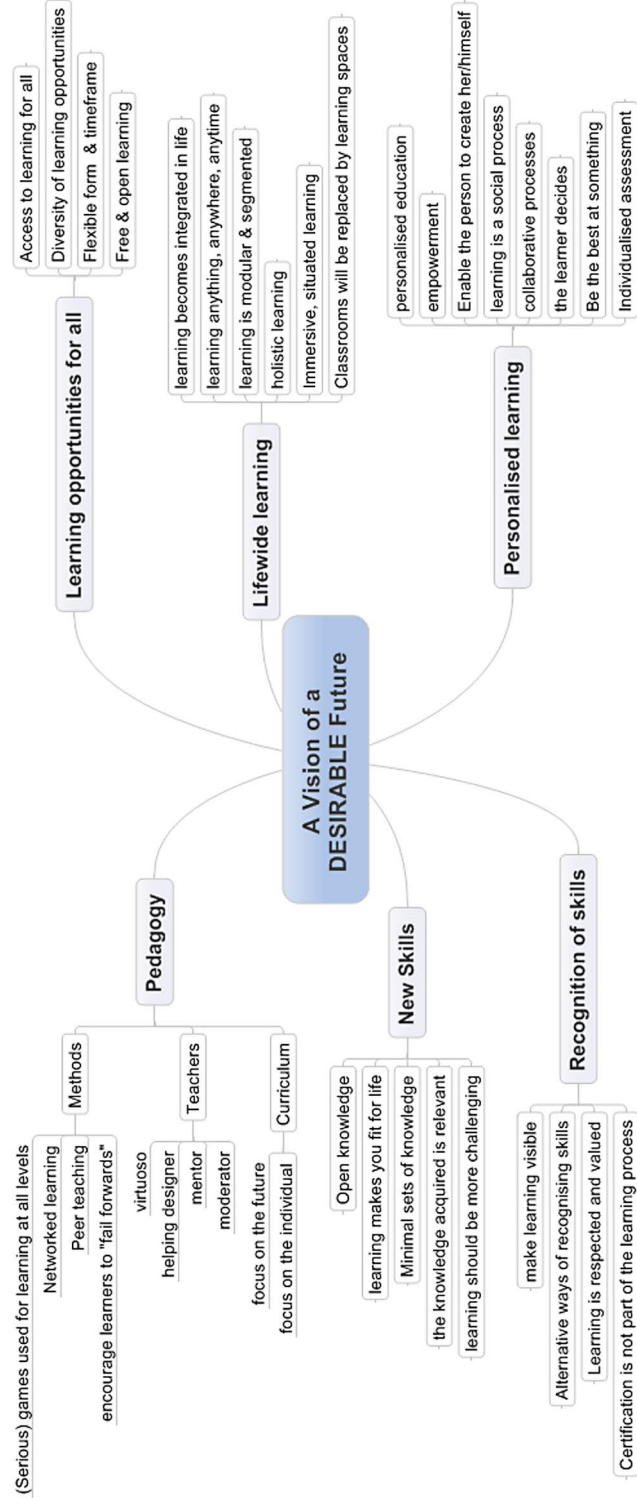 A Vision of a
DESIRABLE Future
Pedagogy
Methods
(Serious) games used for learning at all levels
Networked learning
Peer teaching
encourage learners to "fail forwards"
Teachers
virtuoso
helping designer
mentor
moderator
Curriculum
focus on the future
focus on the individual
New Skills
Open knowledge
learning makes you fit for life
Minimal sets of knowledge
the knowledge acquired is relevant
learning should be more challenging
Recognition of skills
make learning visible
Alternative ways of recognising skills
Learning is respected and valued
Certification is not part of the learning process
Learning opportunities for all
Access to learning for all
Diversity of learning opportunities
Flexible form & timeframe
Free & open learning
Lifewide learning
learning becomes integrated in life
learning anything, anywhere, anytime
learning is modular & segmented
holistic learning
Immersive, situated learning
Classrooms will be replaced by learning spaces
Personalised learning
personalised education
empowerment
Enable the person to create her/himself
learning is a social process
collaborative processes
the learner decides
Be the best at something
Individualised assessment